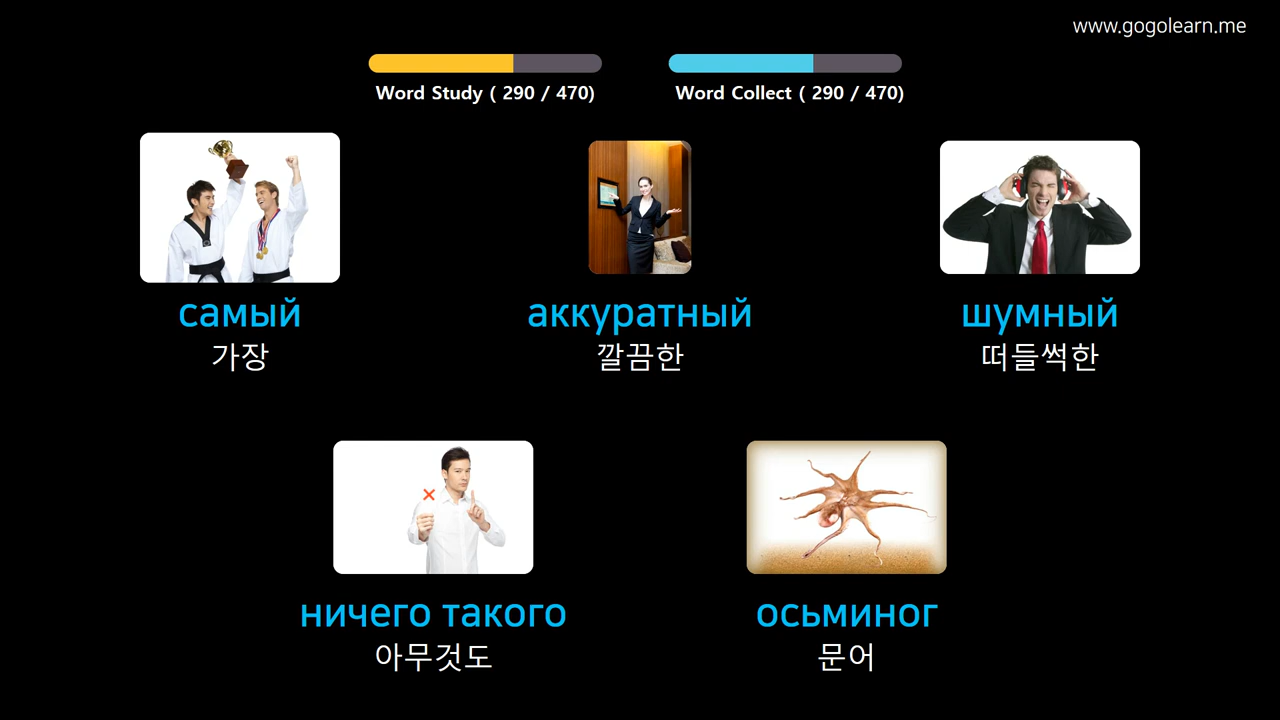 www.gogolearn.me
Word Study ( 290 / 470)
Word Collect ( 290 / 470)
самый
가장
аккуратный
깔끔한
шумный
떠들썩한
ничего такого
아무것도
осьминог
문어